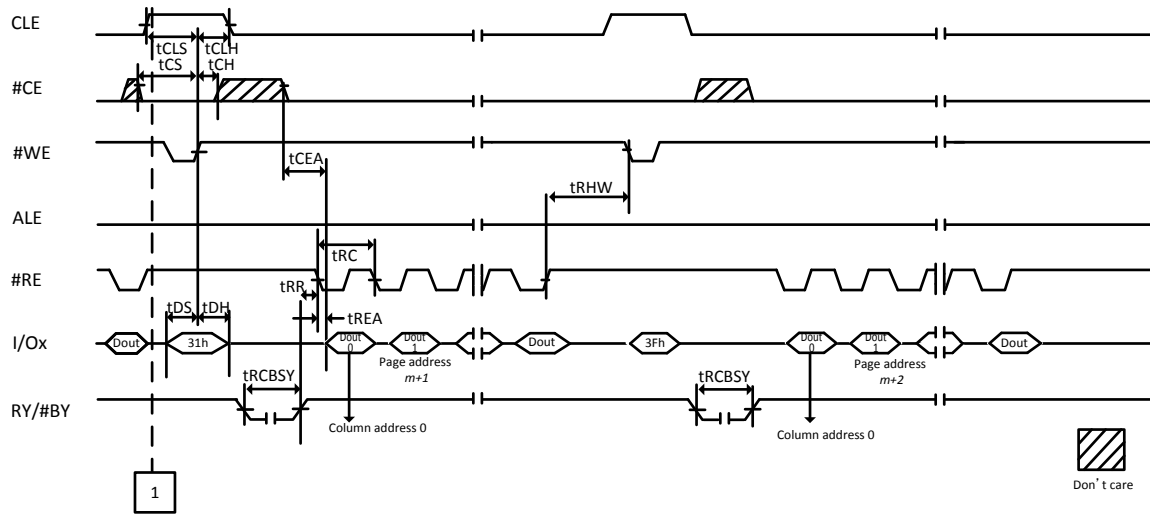 CLE
tCLS
tCLH
tCS
tCH
#CE
#WE
tCEA
tRHW
ALE
tRC
#RE
tRR
tDS
tDH
tREA
I/Ox
Dout
31h
Dout
0
Dout
1
Dout
3Fh
Dout
0
Dout
1
Dout
Page address
m+1
Page address
m+2
tRCBSY
tRCBSY
RY/#BY
Column address 0
Column address 0
1
Don't care